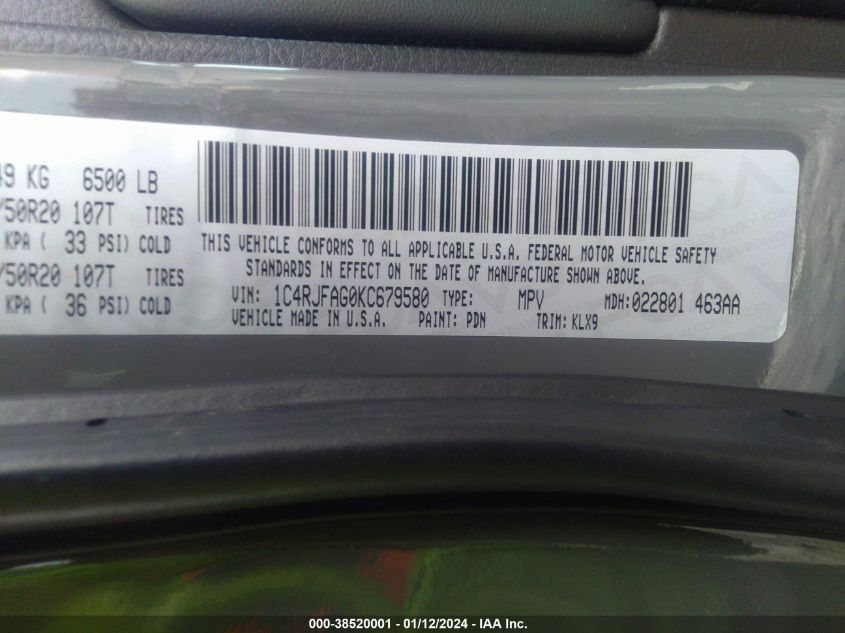 49 KG 6500 LB
/50R20 107T TIRES
KPA ( 33 PSI) COLD
/50R20 107T TIRES
KPA ( 36 PSI) COLD
THIS VEHICLE CONFORMS TO ALL APPLICABLE U.S.A. FEDERAL MOTOR VEHICLE SAFETY
STANDARDS IN EFFECT ON THE DATE OF MANUFACTURE SHOWN ABOVE.
VIN: 1C4RJFAG0KC679580 TYPE: MPV MDH:022801 463AA
VEHICLE MADE IN U.S.A. PAINT: PDN TRIM: KLX9
000-38520001 - 01/12/2024 - IAA Inc.